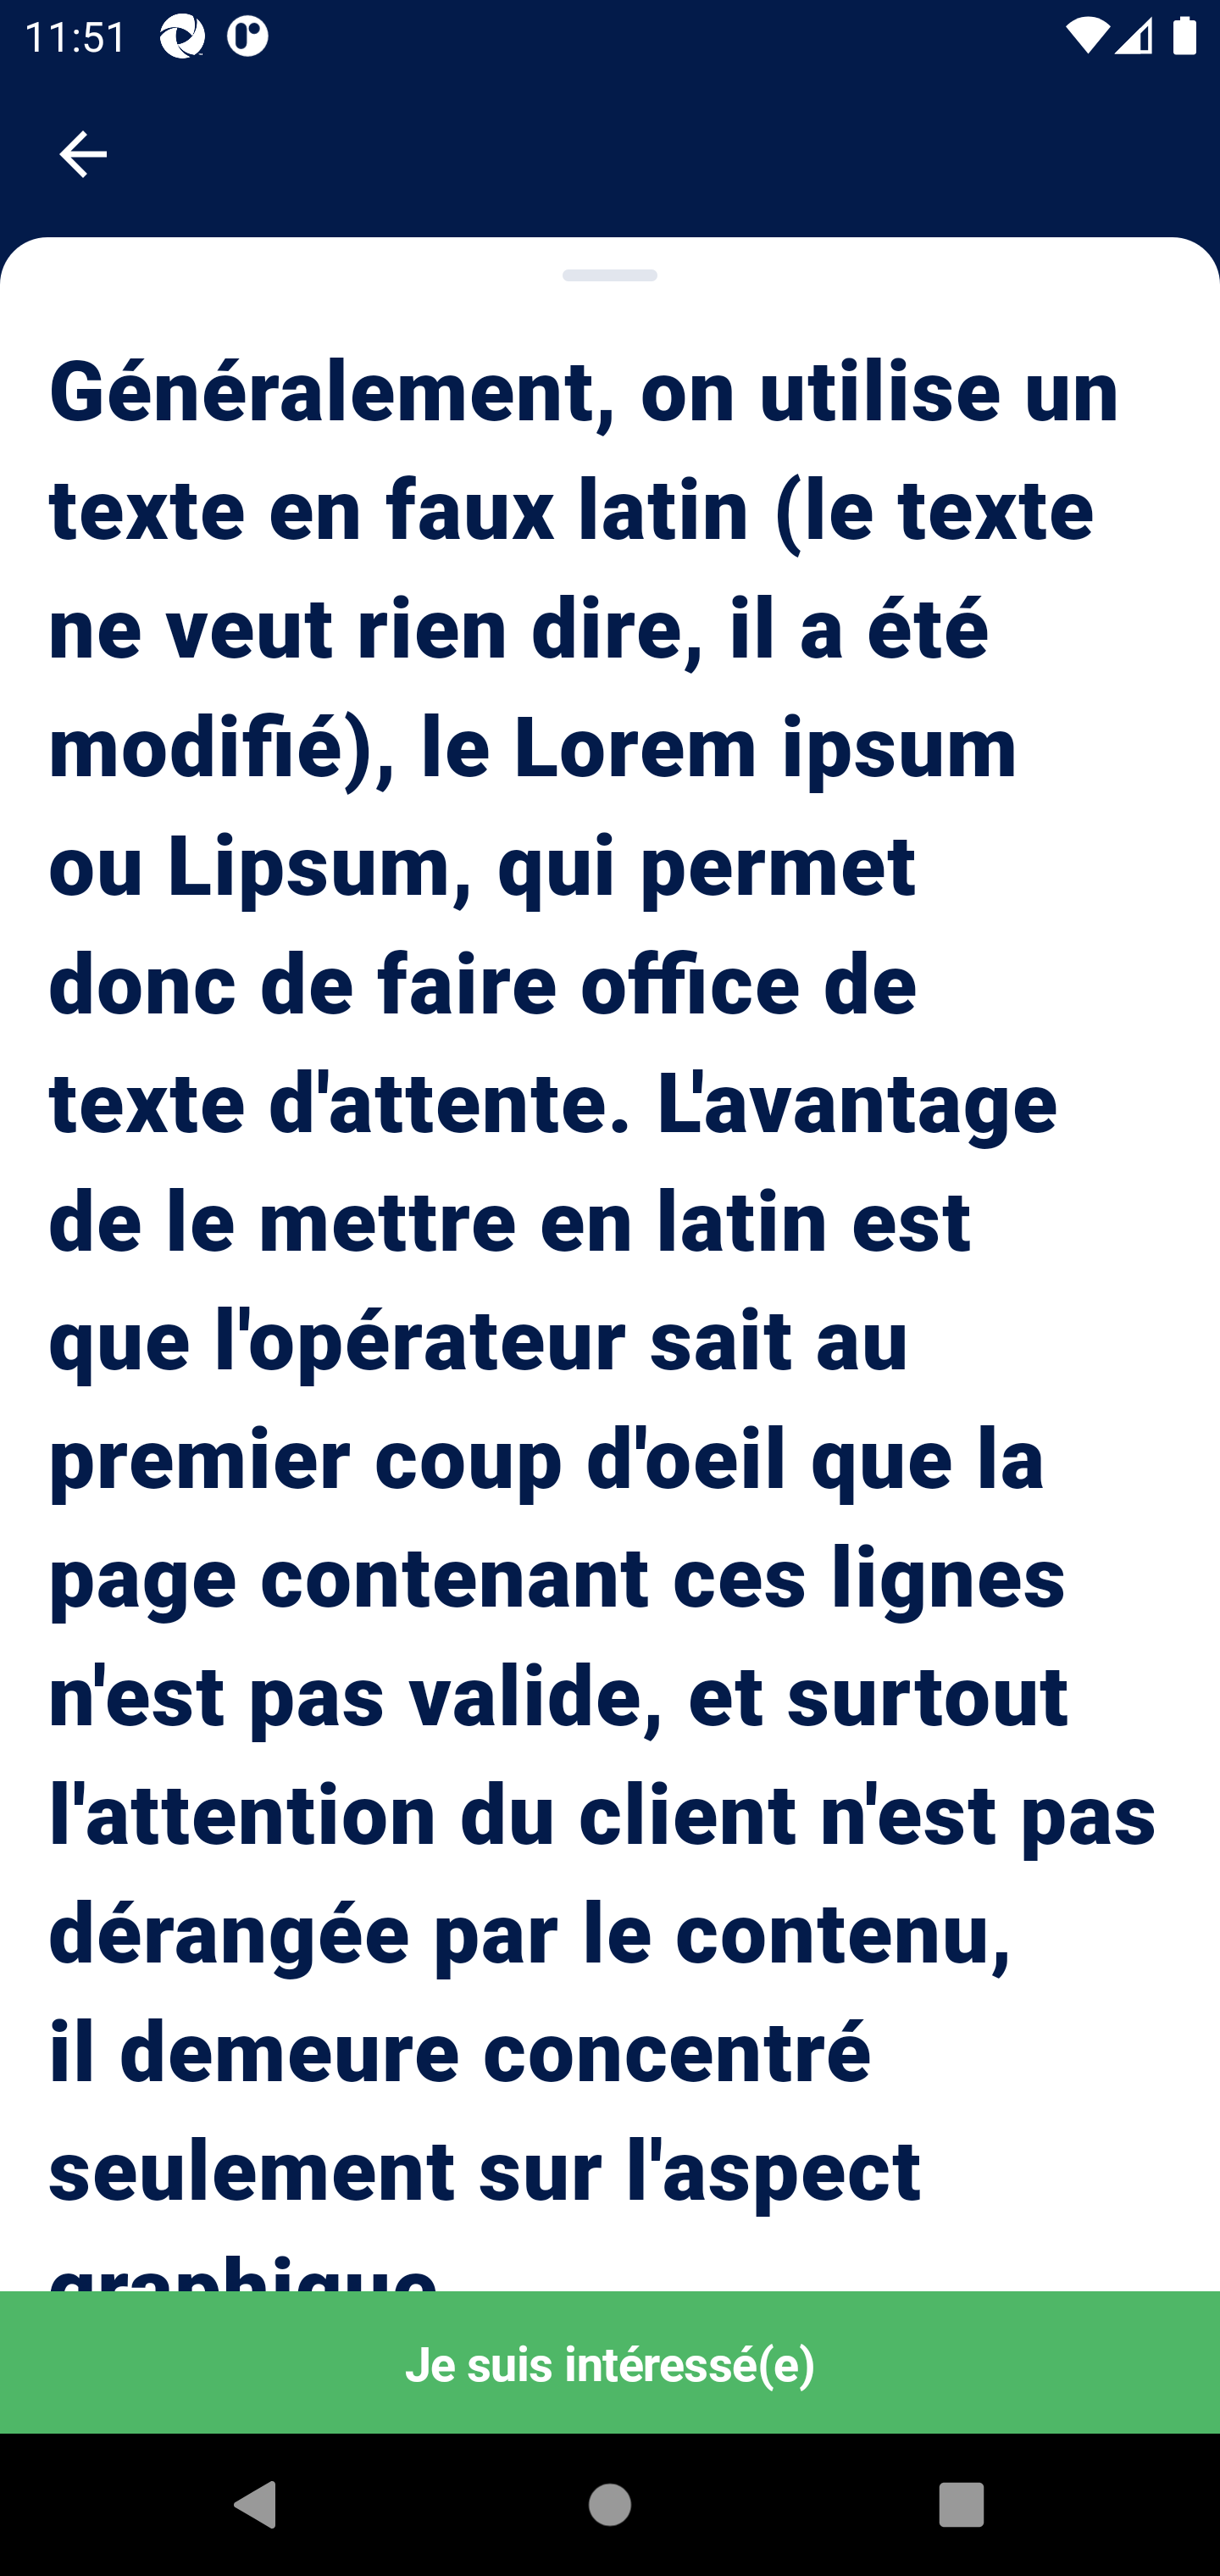 11:51
Généralement, on utilise un
texte en faux latin (le texte
ne veut rien dire, il a été
modifié), le Lorem ipsum
ou Lipsum, qui permet
donc de faire office de
texte d'attente. L'avantage
de le mettre en latin est
que l'opérateur sait au
premier coup d'oeil que la
page contenant ces lignes
n'est pas valide, et surtout
l'attention du client n'est pas
dérangée par le contenu,
il demeure concentré
seulement sur l'aspect
graphique
Je suis intéressé(e)